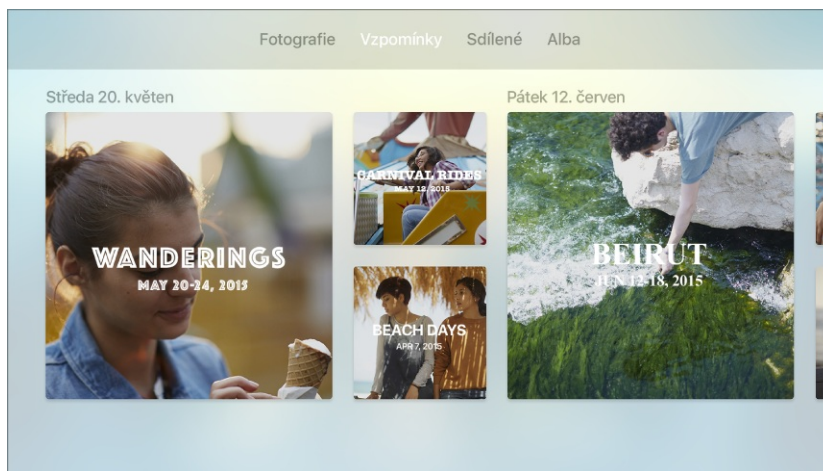 Fotografie Vzpomínky Sdílené Alba
Středa 20. květen
Pátek 12. červen
WANDERINGS
MAY 20-24, 2015
CARNIVAL RIDES
MAY 12, 2015
BEACH DAYS
APR 7, 2015
BEIRUT
JUN 12-18, 2015